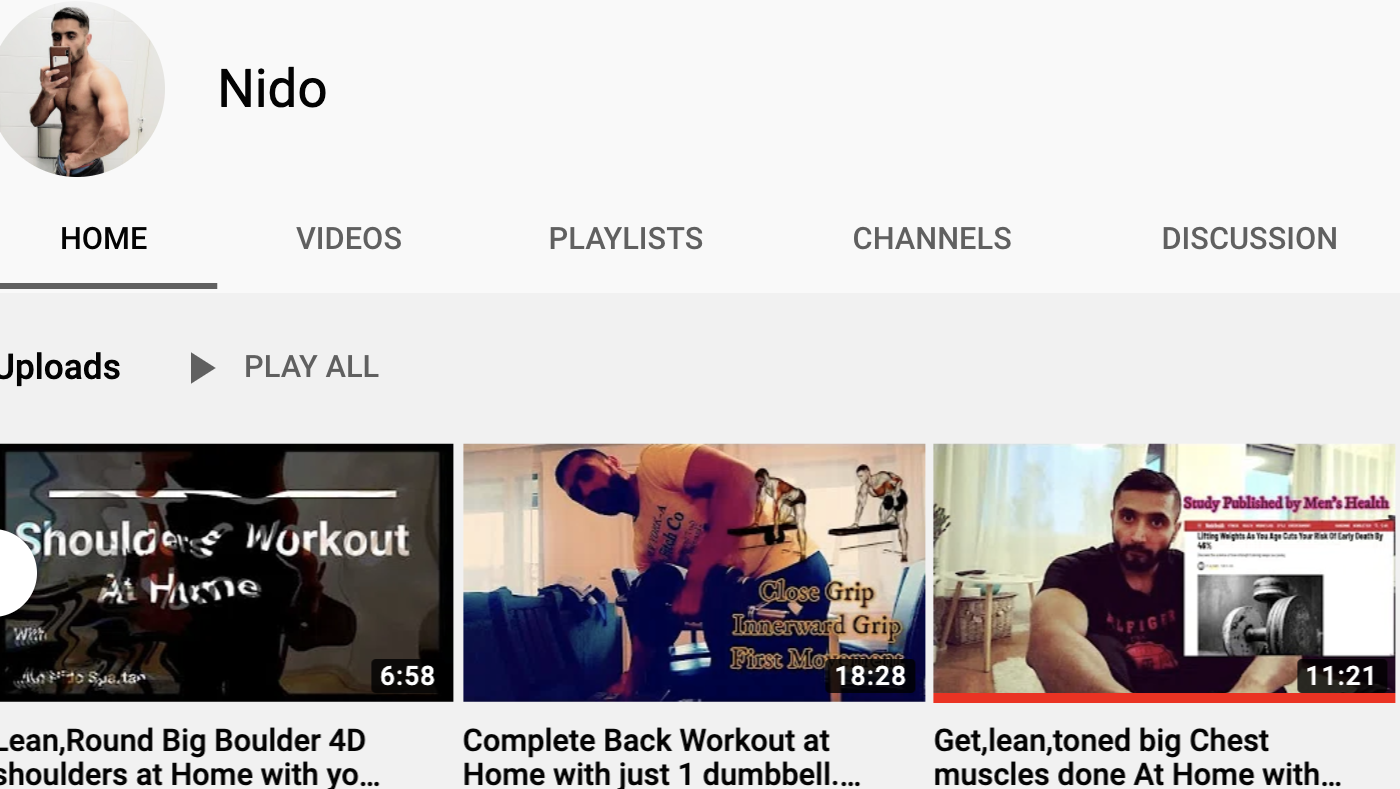 Nido
HOME VIDEOS PLAYLISTS CHANNELS DISCUSSION
Uploads PLAY ALL
Shoulders Workout
At Home
With
6:58
Close Grip
Innerward Grip
First Movement
18:28
Study Published by Men's Health
Lifting Weights As You Age Cuts Your Risk Of Early Death By
46%
ALFIGER
11:21
Lean,Round Big Boulder 4D
shoulders at Home with yo...
Complete Back Workout at
Home with just 1 dumbbell....
Get,lean,toned big Chest
muscles done At Home with...